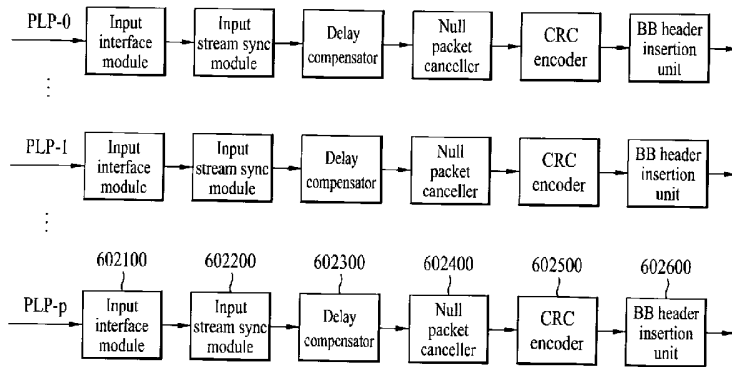 PLP-0
Input
interface
module
Input
stream sync
module
Delay
compensator
Null
packet
canceller
CRC
encoder
BB header
insertion
unit
PLP-1
Input
interface
module
Input
stream sync
module
Delay
compensator
Null
packet
canceller
CRC
encoder
BB header
insertion
unit
602100
602200
602300
602400
602500
602600
PLP-p
Input
interface
module
Input
stream sync
module
Delay
compensator
Null
packet
canceller
CRC
encoder
BB header
insertion
unit